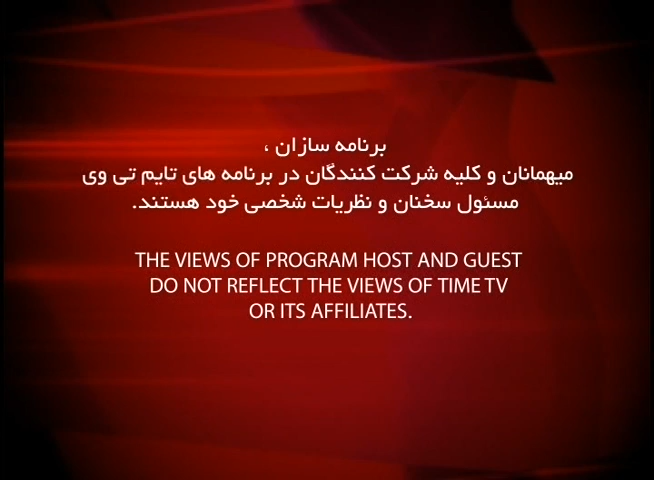 برنامه سازان ،
میهمانان و کلیه شرکت کنندگان در برنامه های تایم تی وی
مسئول سخنان و نظریات شخصی خود هستند.
THE VIEWS OF PROGRAM HOST AND GUEST
DO NOT REFLECT THE VIEWS OF TIME TV
OR ITS AFFILIATES.